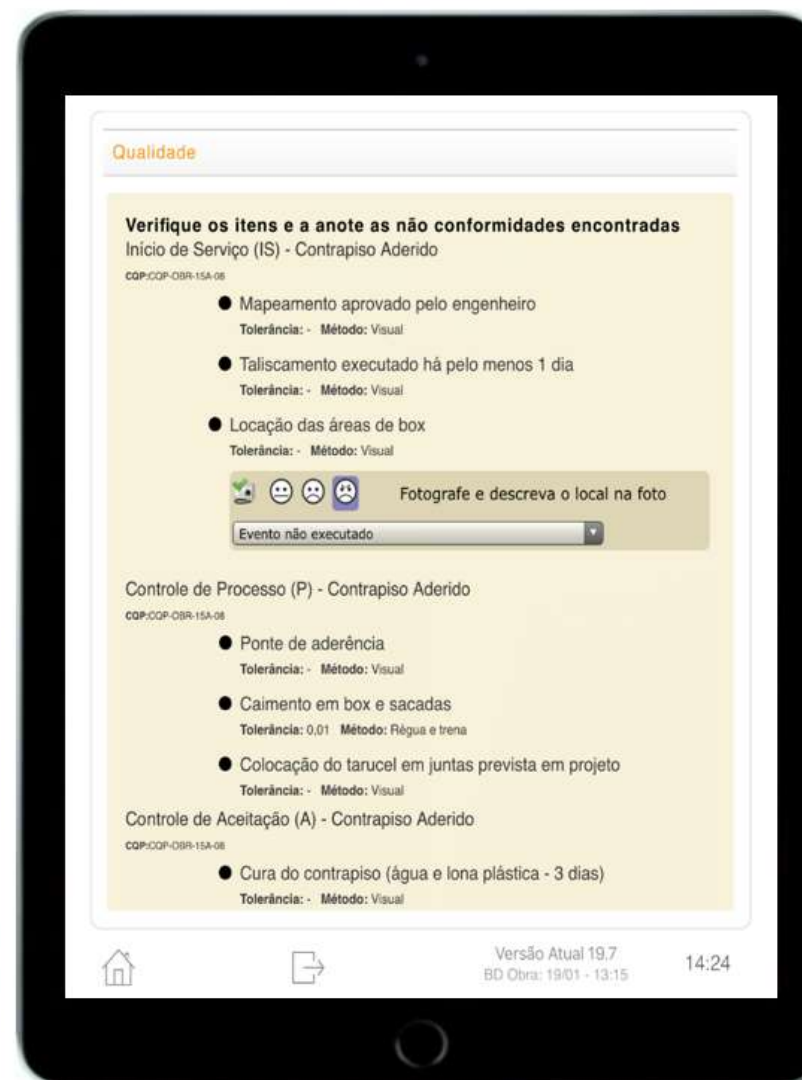 Qualidade
Verifique os itens e a anote as não conformidades encontradas
Início de Serviço (IS) - Contrapiso Aderido
CQP:CQP-OBR-15A-06
Mapeamento aprovado pelo engenheiro
Tolerância: - Método: Visual
Taliscamento executado há pelo menos 1 dia
Tolerância: - Método: Visual
Locação das áreas de box
Tolerância: - Método: Visual
Fotografe e descreva o local na foto
Evento não executado
Controle de Processo (P) - Contrapiso Aderido
CQP:CQP-OBR-15A-06
Ponte de aderência
Tolerância: - Método: Visual
Caimento em box e sacadas
Tolerância: 0,01 Método: Régua e trena
Colocação do tarucel em juntas prevista em projeto
Tolerância: - Método: Visual
Controle de Aceitação (A) - Contrapiso Aderido
CQP:CQP-OBR-15A-06
Cura do contrapiso (água e lona plástica - 3 dias)
Tolerância: - Método: Visual
Versão Atual 19.7
BD Obra: 19/01 - 13:15
14:24